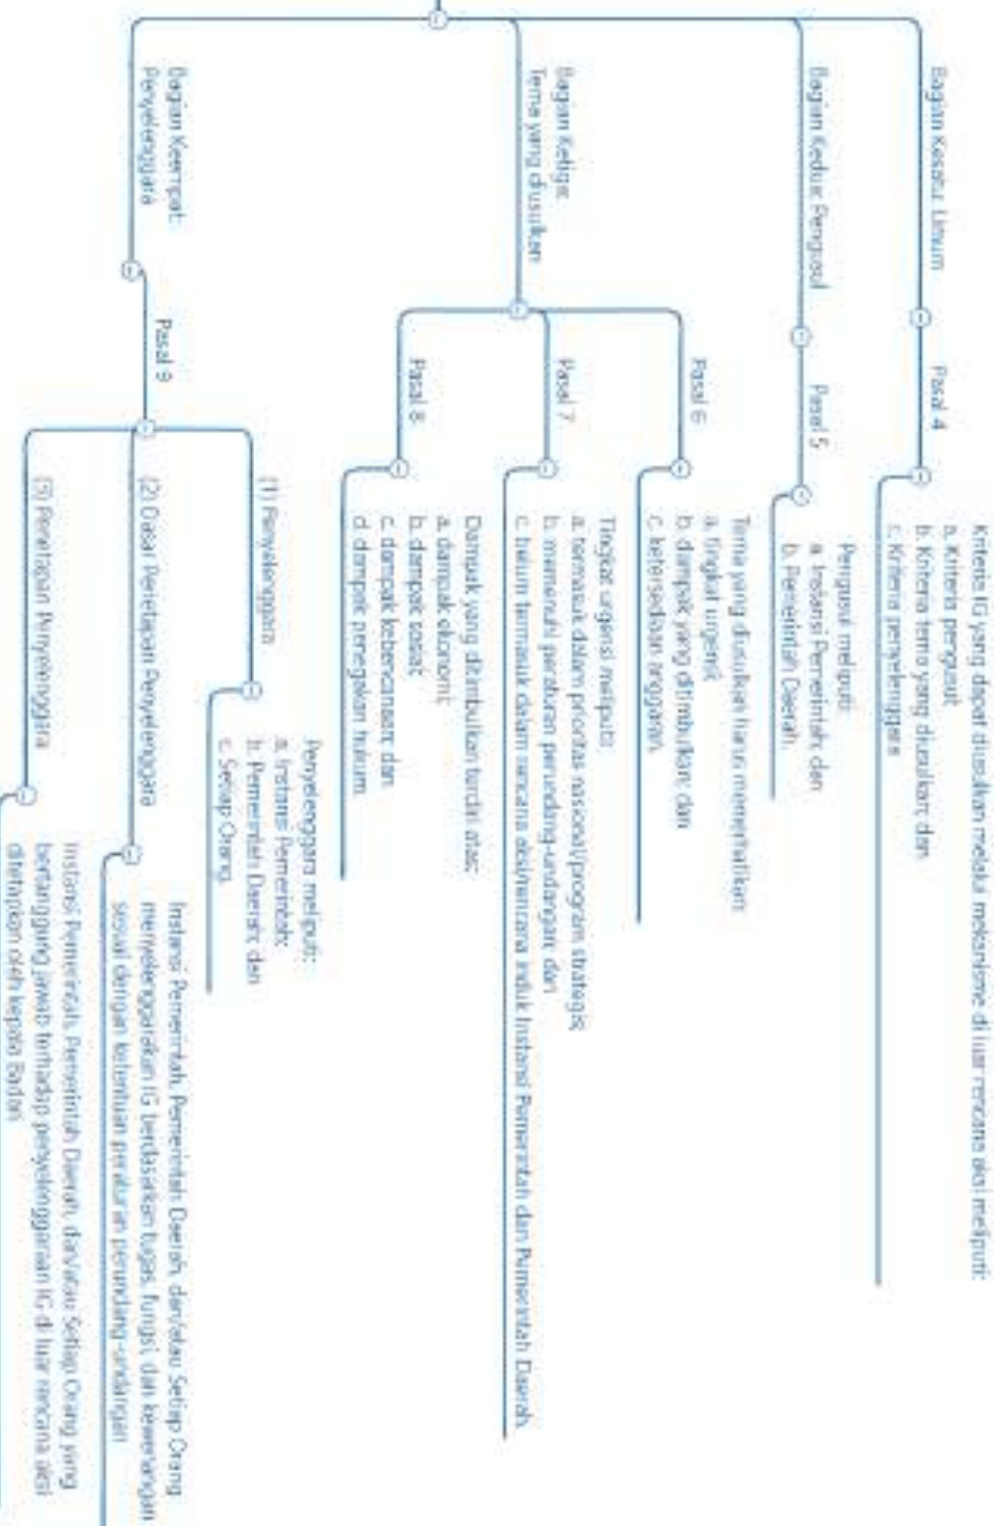 Bagian Kesatu: Umum
Pasal 4
Kriteria IG yang dapat diusulkan melalui mekanisme di luar rencana aksi meliputi:
a. Kriteria pengusul;
b. Kriteria tema yang diusulkan; dan
c. Kriteria penyelenggara
Bagian Kedua: Pengusul
Pasal 5
Pengusul meliputi:
a. Instansi Pemerintah; dan
b. Pemerintah Daerah.
Bagian Ketiga:
Tema yang diusulkan
Pasal 6
Tema yang diusulkan harus memerhatikan:
a. tingkat urgensi;
b. dampak yang ditimbulkan; dan
c. ketersediaan anggaran.
Pasal 7
Tingkat urgensi meliputi:
a. termasuk dalam prioritas nasional/program strategis;
b. memenuhi peraturan perundang-undangan; dan
c. belum termasuk dalam rencana aksi/rencana induk Instansi Pemerintah dan Pemerintah Daerah.
Pasal 8
Dampak yang ditimbulkan terdiri atas:
a. dampak ekonomi;
b. dampak sosial;
c. dampak kebencanaan; dan
d. dampak penegakan hukum.
Bagian Keempat:
Penyelenggara
Pasal 9
(1) Penyelenggara
Penyelenggara meliputi:
a. Instansi Pemerintah;
b. Pemerintah Daerah; dan
c. Setiap Orang.
(2) Dasar Penetapan Penyelenggara
Instansi Pemerintah, Pemerintah Daerah, dan/atau Setiap Orang
menyelenggarakan IG berdasarkan tugas, fungsi, dan kewenangan
sesuai dengan ketentuan peraturan perundang-undangan
(3) Penetapan Penyelenggara
Instansi Pemerintah, Pemerintah Daerah, dan/atau Setiap Orang yang
bertanggung jawab terhadap penyelenggaraan IG di luar rencana aksi
ditetapkan oleh kepala Badan